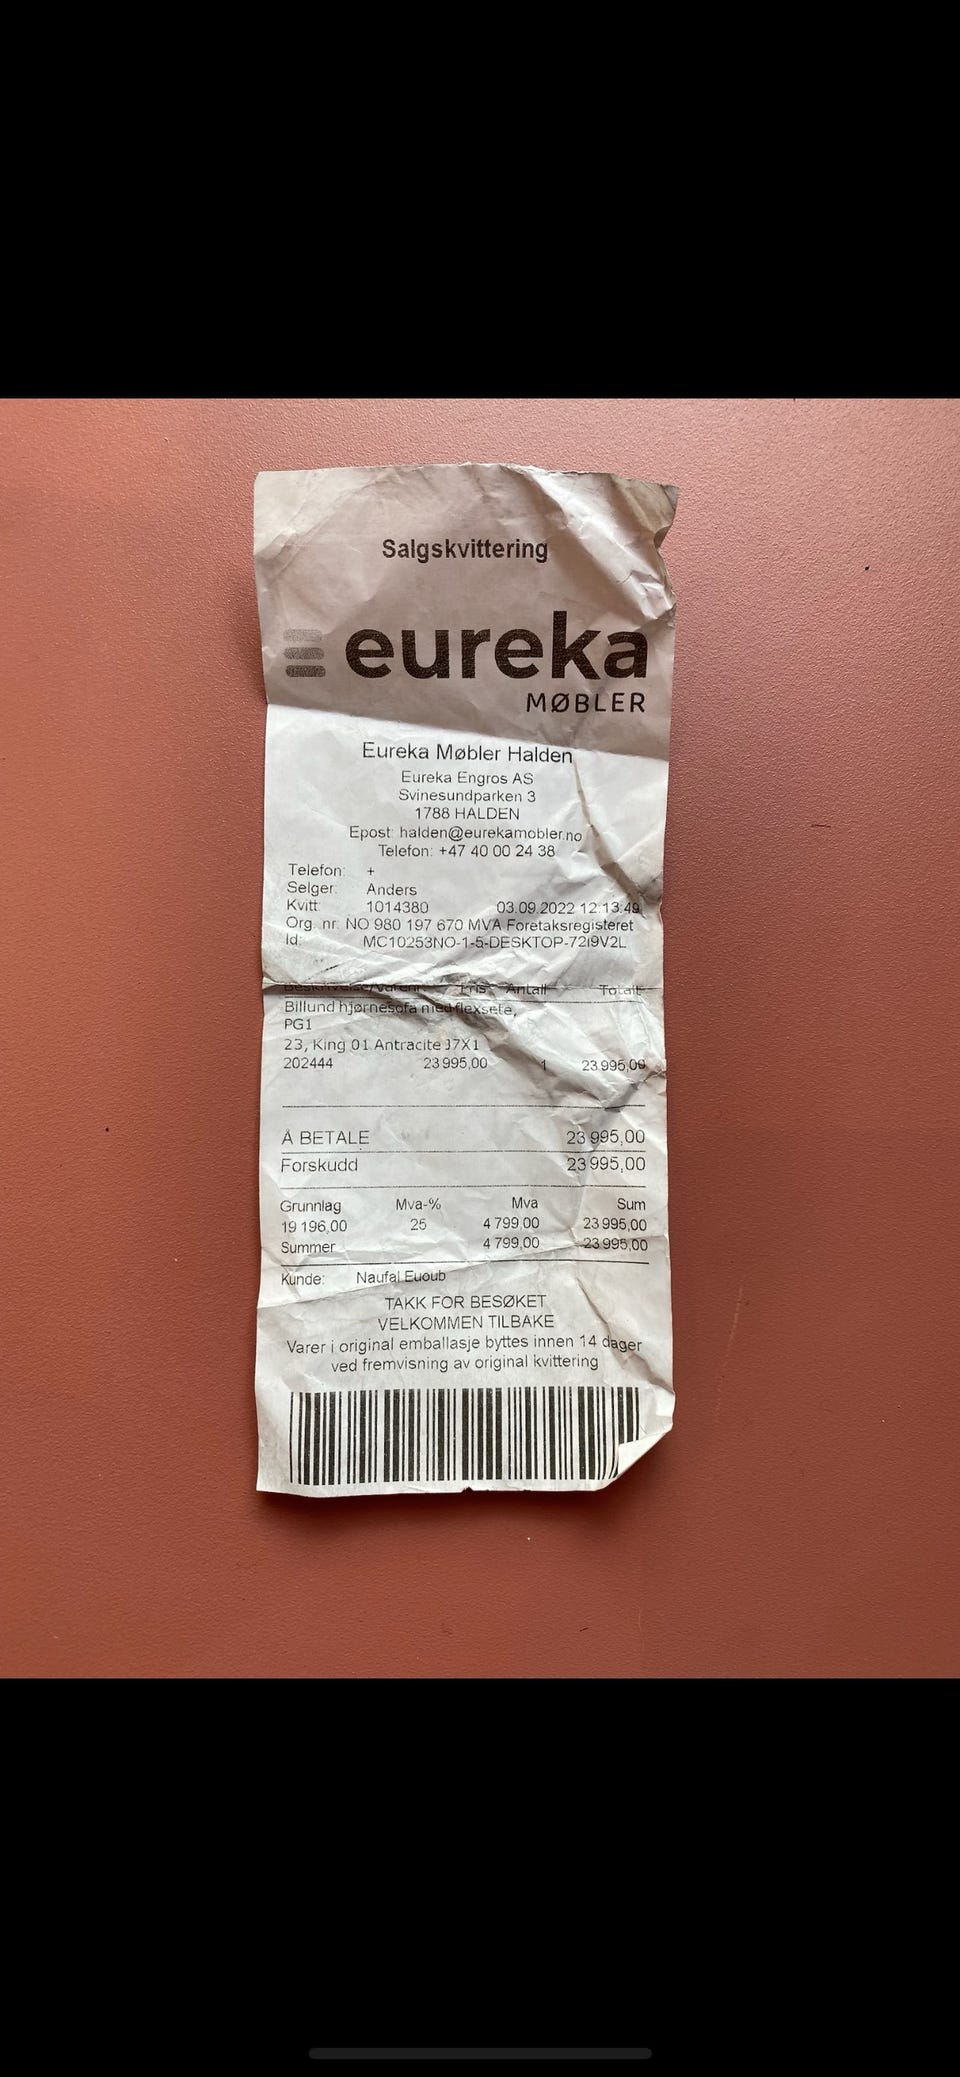 Salgskvittering
eureka
MØBLER
Eureka Møbler Halden
Eureka Engros AS
Svinesundparken 3
1788 HALDEN
Epost: halden@eurekamobler.no
Telefon: +47 40 00 24 38
Telefon: +
Selger: Anders
Kvitt: 1014380 03.09.2022 12:13:49
Org. nr: NO 980 197 670 MVA Foretaksregisteret
Id: MC10253NO-1-5-DESKTOP-72I9V2L
Beskrivelse/Varenr Pris Antall Totalt
Billund hjørnesofa med flexsete,
PG1
23, King 01 Antracite J7X1
202444 23 995,00 1 23 995,00
Å BETALE 23 995,00
Forskudd 23 995,00
Grunnlag Mva-% Mva Sum
19 196,00 25 4 799,00 23 995,00
Summer 4 799,00 23 995,00
Kunde: Naufal Euoub
TAKK FOR BESØKET
VELKOMMEN TILBAKE
Varer i original emballasje byttes innen 14 dager
ved fremvisning av original kvittering